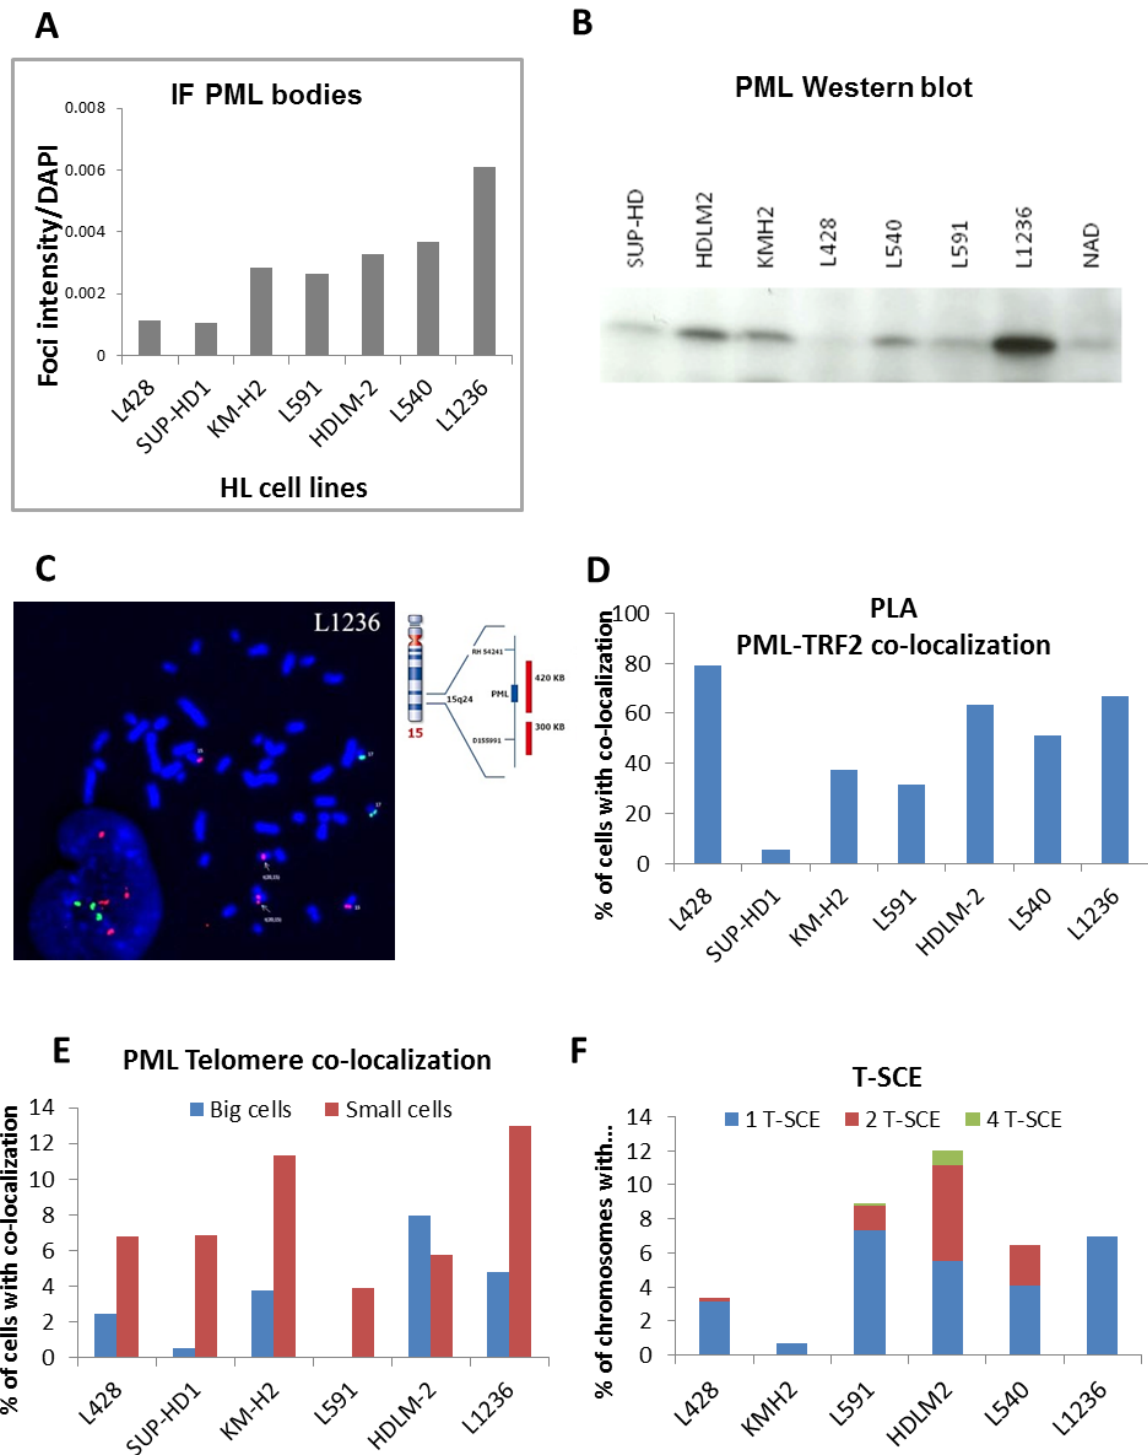 A
IF PML bodies
Foci intensity/DAPI
0.008
0.006
0.004
0.002
0
L428
SUP-HD1
KM-H2
L591
HDLM-2
L540
L1236
HL cell lines
B
PML Western blot
SUP-HD
HDLM2
KMH2
L428
L540
L591
L1236
NAD
C
L1236
RH 54241
420 KB
PML
15q24
300 KB
D15S991
15
D
PLA
PML-TRF2 co-localization
% of cells with co-localization
100
80
60
40
20
0
L428
SUP-HD1
KM-H2
L591
HDLM-2
L540
L1236
E
PML Telomere co-localization
Big cells Small cells
% of cells with co-localization
14
12
10
8
6
4
2
0
L428
SUP-HD1
KM-H2
L591
HDLM-2
L1236
F
T-SCE
1 T-SCE 2 T-SCE 4 T-SCE
% of chromosomes with...
14
12
10
8
6
4
2
0
L428
KMH2
L591
HDLM2
L540
L1236